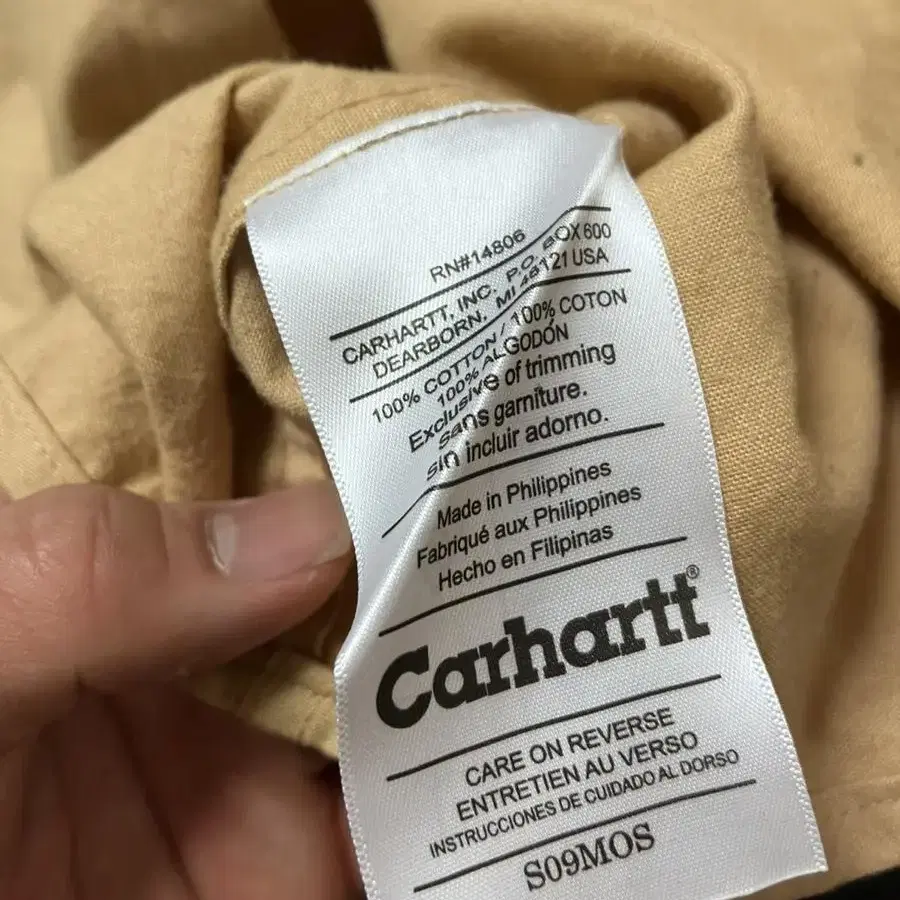 RN#14806
CARHARTT, INC. P.O. BOX 600
DEARBORN, MI 48121 USA
100% COTTON / 100% COTON
100% ALGODÓN
Exclusive of trimming
sans garniture.
sin incluir adorno.
Made in Philippines
Fabriqué aux Philippines
Hecho en Filipinas
Carhartt®
CARE ON REVERSE
ENTRETIEN AU VERSO
INSTRUCCIONES DE CUIDADO AL DORSO
S09MOS